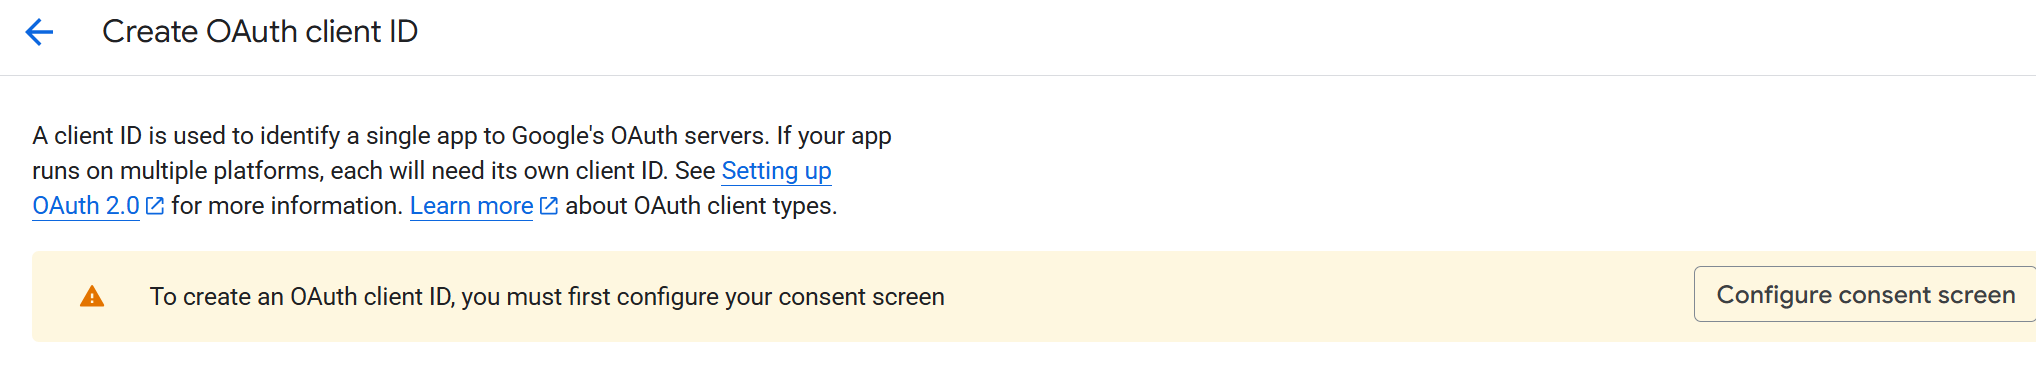 Create OAuth client ID
A client ID is used to identify a single app to Google's OAuth servers. If your app
runs on multiple platforms, each will need its own client ID. See Setting up
OAuth 2.0 for more information. Learn more about OAuth client types.
To create an OAuth client ID, you must first configure your consent screen
Configure consent screen